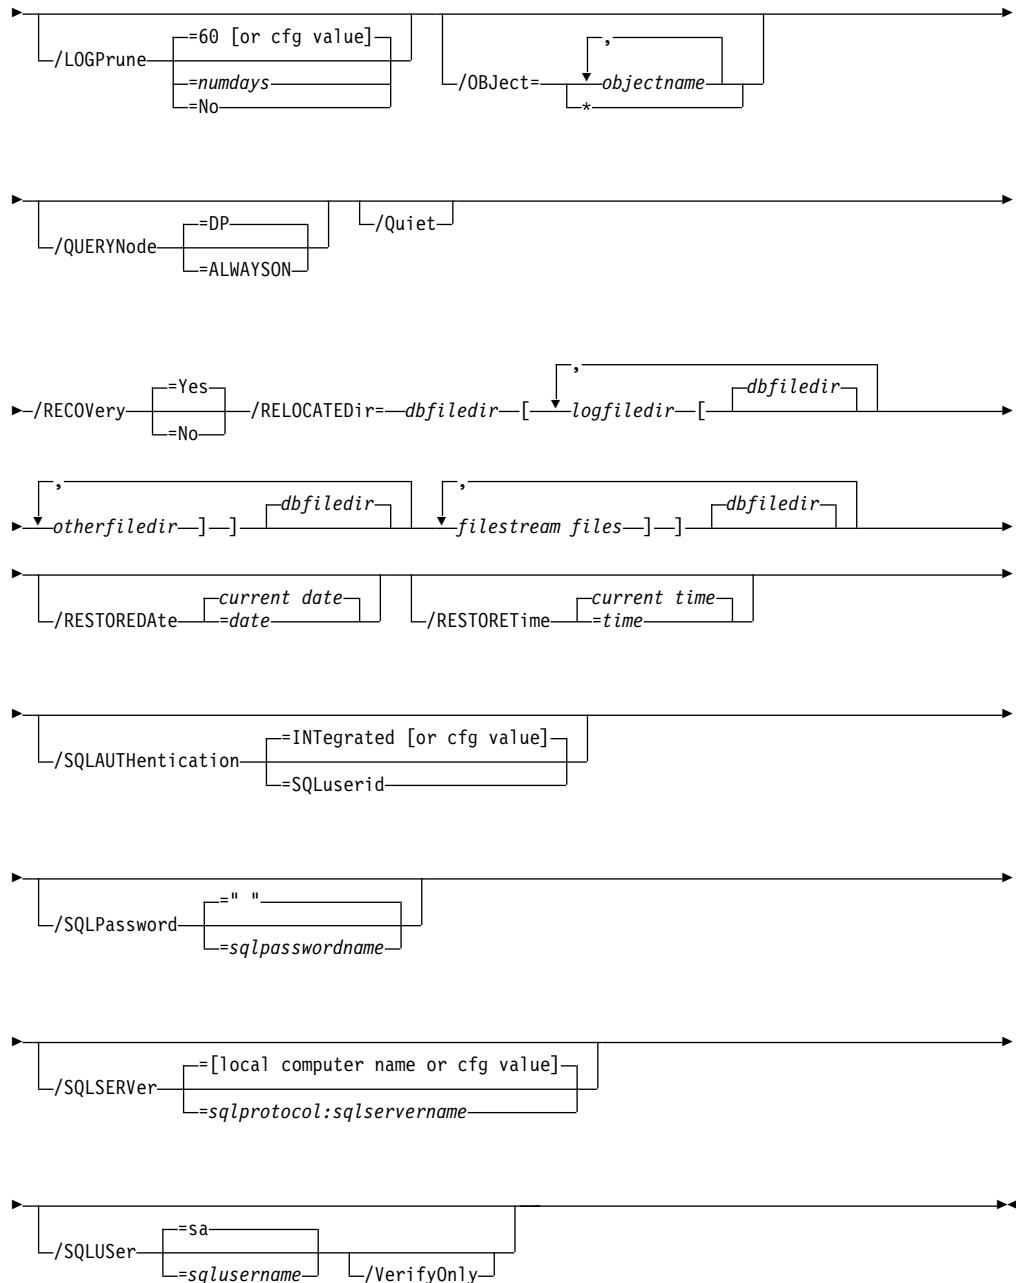 =60 [or cfg value]
,
/LOGPrune
/OBJect=
objectname
=numdays
=No
*
/Quiet
=DP
/QUERYNode
=ALWAYSON
,
=Yes
dbfiledir
/RECOVery
/RELOCATEDir=
dbfiledir
[
logfiledir
[
=No
,
,
dbfiledir
dbfiledir
otherfiledir
]
]
filestream files
]
]
current date
current time
/RESTOREDAte
=date
/RESTORETime
=time
=INTegrated [or cfg value]
/SQLAUTHentication
=SQLuserid
=" "
/SQLPassword
=sqlpasswordname
=[local computer name or cfg value]
/SQLSERVer
=sqlprotocol:sqlservername
=sa
/SQLUSer
=sqlusername
/VerifyOnly